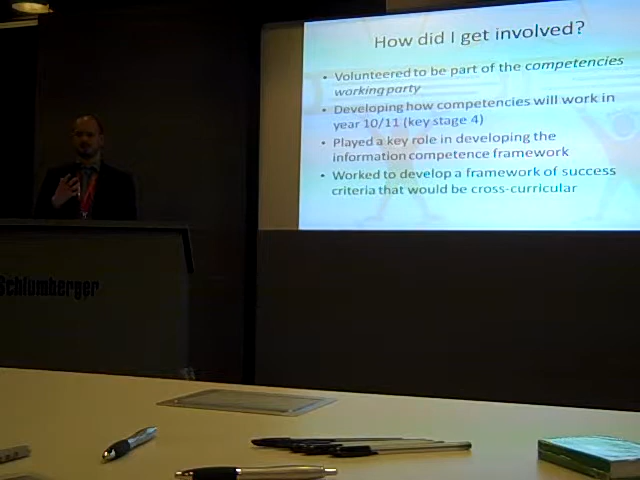 How did I get involved?
• Volunteered to be part of the competencies
working party
• Developing how competencies will work in
year 10/11 (key stage 4)
• Played a key role in developing the
information competence framework
• Worked to develop a framework of success
criteria that would be cross-curricular
Schlumberger